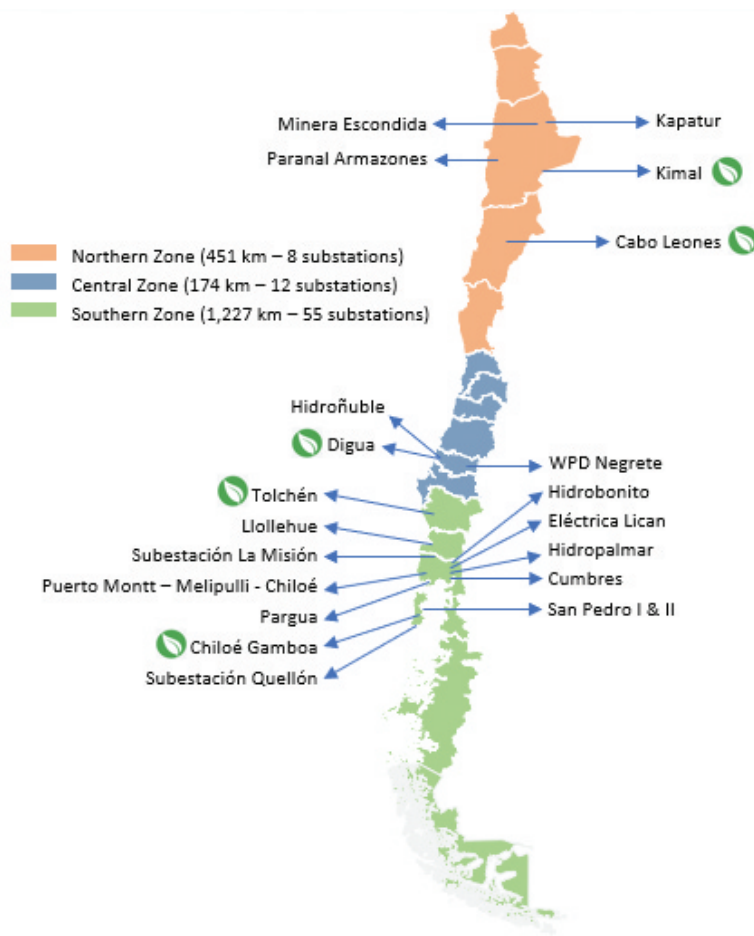 Minera Escondida
Kapatur
Paranal Armazones
Kimal
Cabo Leones
Northern Zone (451 km – 8 substations)
Central Zone (174 km – 12 substations)
Southern Zone (1,227 km – 55 substations)
Hidroñuble
Digua
WPD Negrete
Tolchén
Hidrobonito
Llollehue
Eléctrica Lican
Subestación La Misión
Hidropalmar
Puerto Montt – Melipulli - Chiloé
Cumbres
Pargua
San Pedro I & II
Chiloé Gamboa
Subestación Quellón